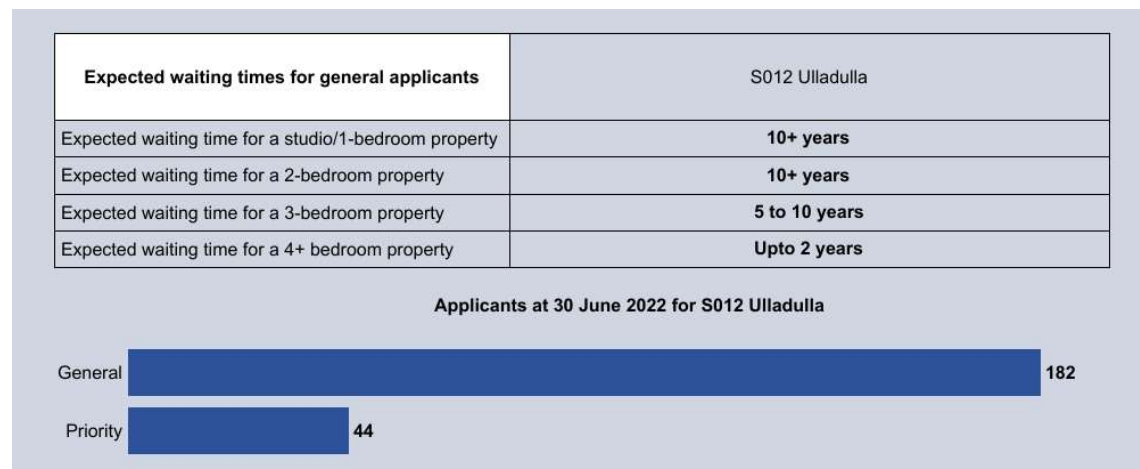 Expected waiting times for general applicants S012 Ulladulla
Expected waiting time for a studio/1-bedroom property 10+ years
Expected waiting time for a 2-bedroom property 10+ years
Expected waiting time for a 3-bedroom property 5 to 10 years
Expected waiting time for a 4+ bedroom property Upto 2 years
Applicants at 30 June 2022 for S012 Ulladulla
General 182
Priority 44